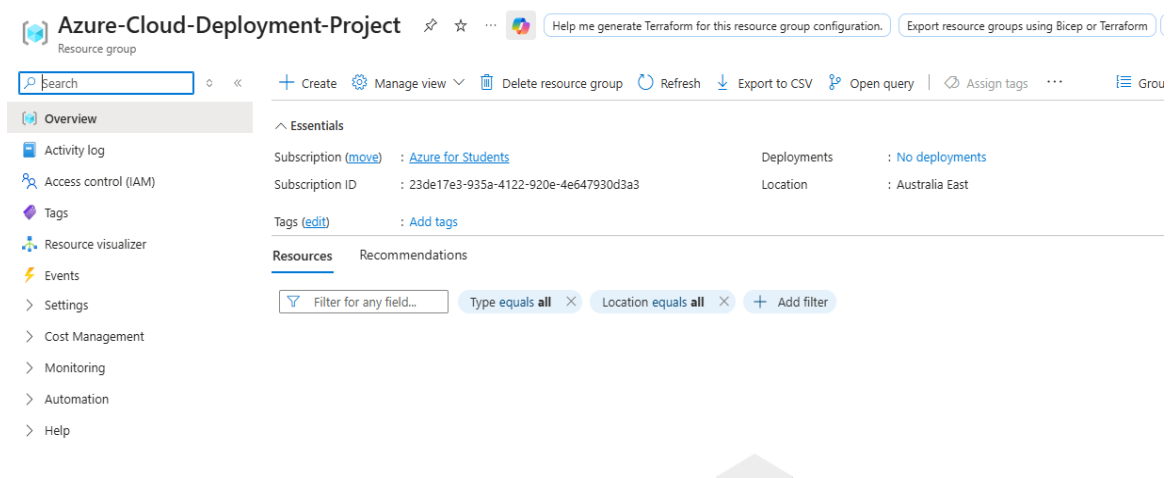 Azure-Cloud-Deployment-Project
Resource group
Help me generate Terraform for this resource group configuration.
Export resource groups using Bicep or Terraform
Search
Overview
Activity log
Access control (IAM)
Tags
Resource visualizer
Events
Settings
Cost Management
Monitoring
Automation
Help
+ Create Manage view Delete resource group Refresh Export to CSV Open query | Assign tags ... Grou
Essentials
Subscription (move) : Azure for Students
Deployments : No deployments
Subscription ID : 23de17e3-935a-4122-920e-4e647930d3a3
Location : Australia East
Tags (edit) : Add tags
Resources Recommendations
Filter for any field... Type equals all Location equals all + Add filter